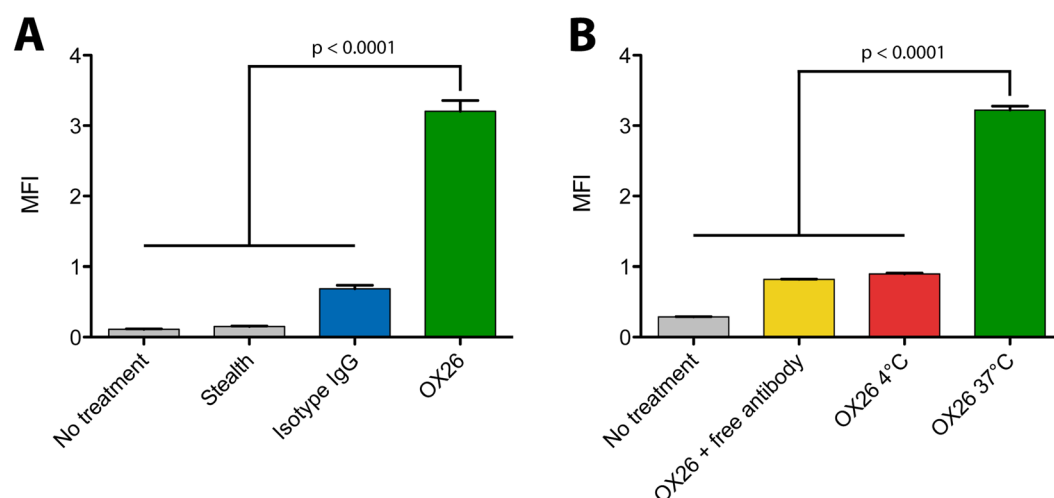 A
p < 0.0001
4
3
2
1
0
MFI
No treatment
Stealth
Isotype IgG
OX26
B
p < 0.0001
4
3
2
1
0
MFI
No treatment
OX26 + free antibody
OX26 4°C
OX26 37°C